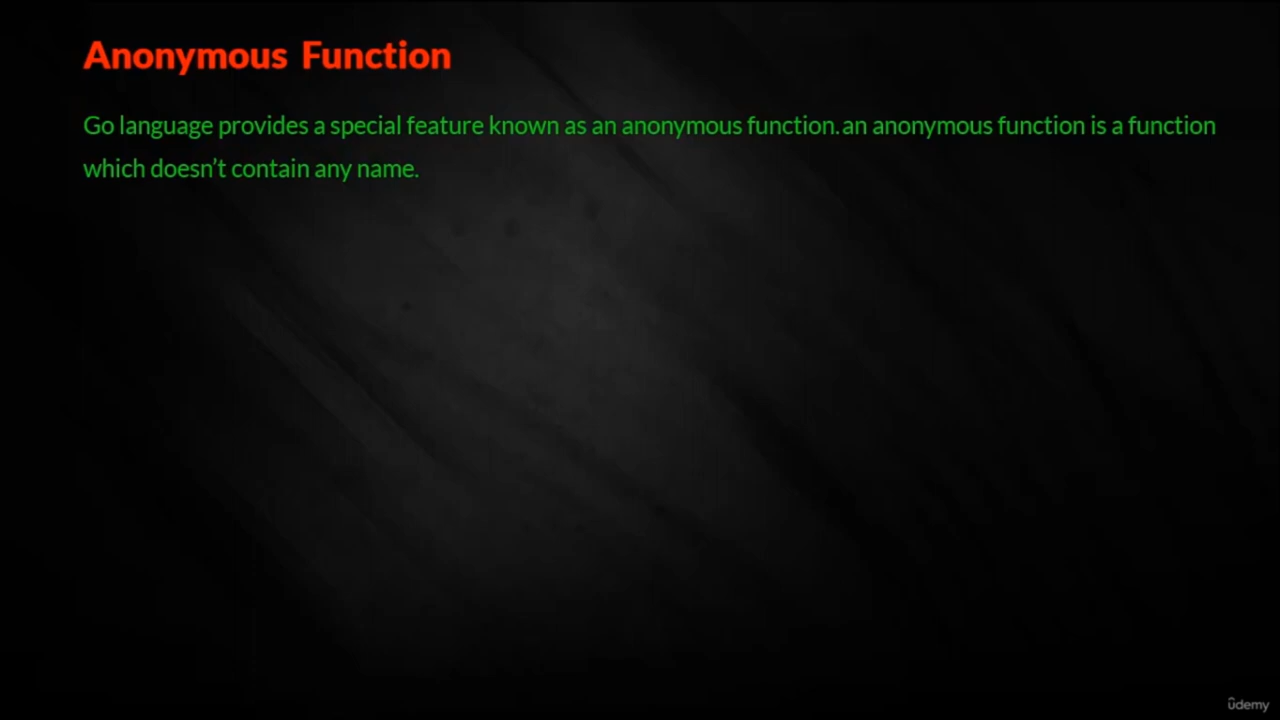 Anonymous Function
Go language provides a special feature known as an anonymous function.an anonymous function is a function
which doesn’t contain any name.
ûdemy